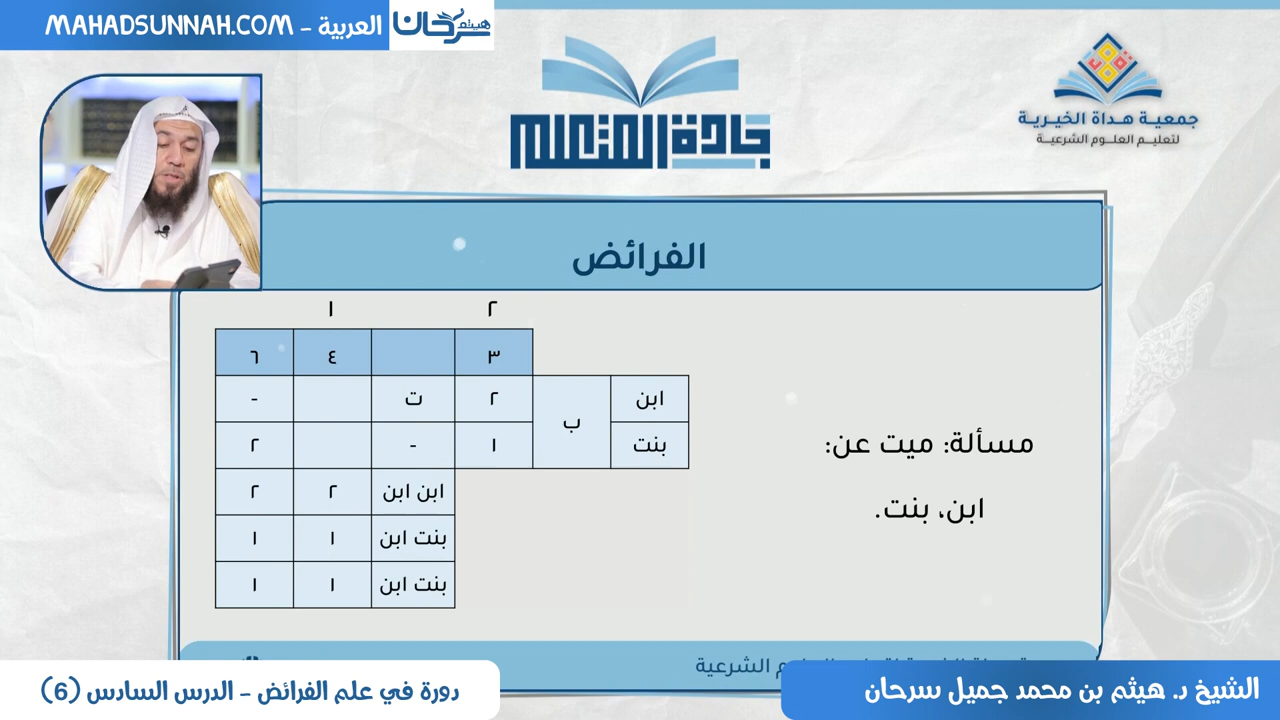 العربية - MAHADSUNNAH.COM
هيثم سرحان
جادة المتعلم
جمعية هداة الخيرية
لتعليم العلوم الشرعية
الفرائض
٢ ١
٣ ٤ ٦
ابن ب ٢ ت -
بنت ١ - ٢
ابن ابن ٢ ٢
بنت ابن ١ ١
بنت ابن ١ ١
مسألة: ميت عن:
ابن، بنت.
الشرعية
الشيخ د. هيثم بن محمد جميل سرحان
دورة في علم الفرائض - الدرس السادس (6)